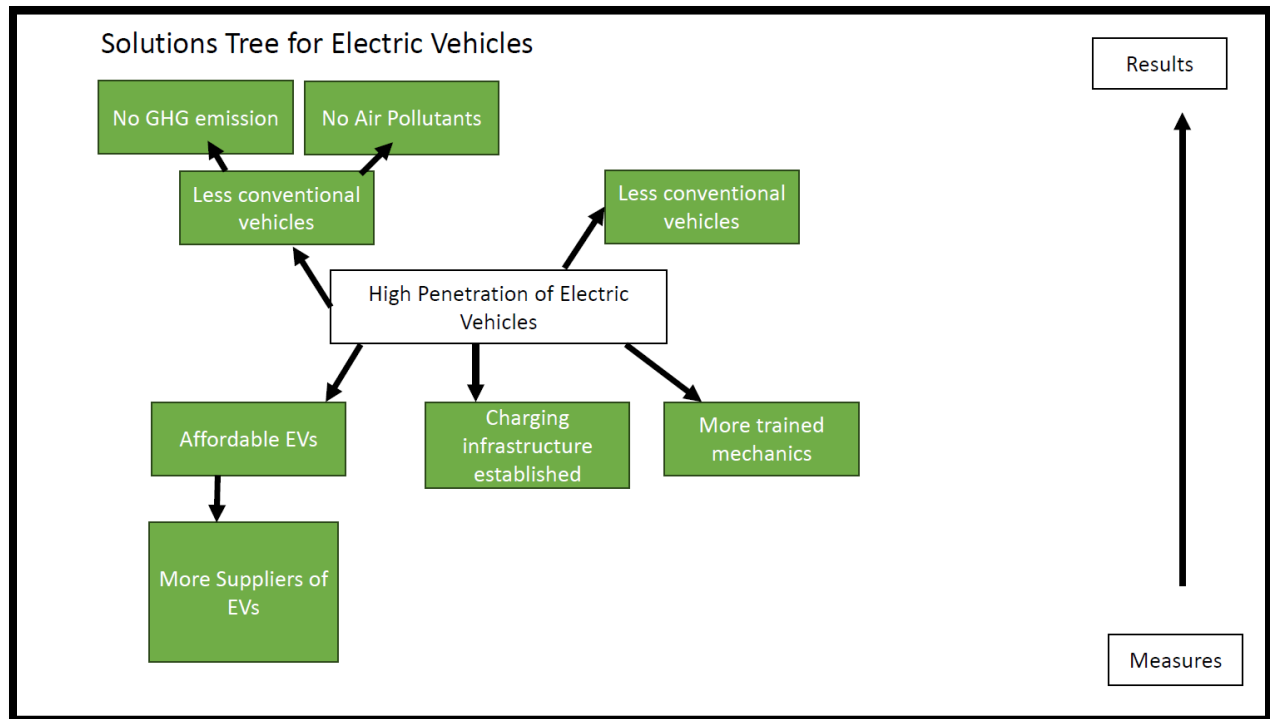 Solutions Tree for Electric Vehicles
Results
No GHG emission
No Air Pollutants
Less conventional
vehicles
Less conventional
vehicles
High Penetration of Electric
Vehicles
Affordable EVs
Charging
infrastructure
established
More trained
mechanics
More Suppliers of
EVs
Measures